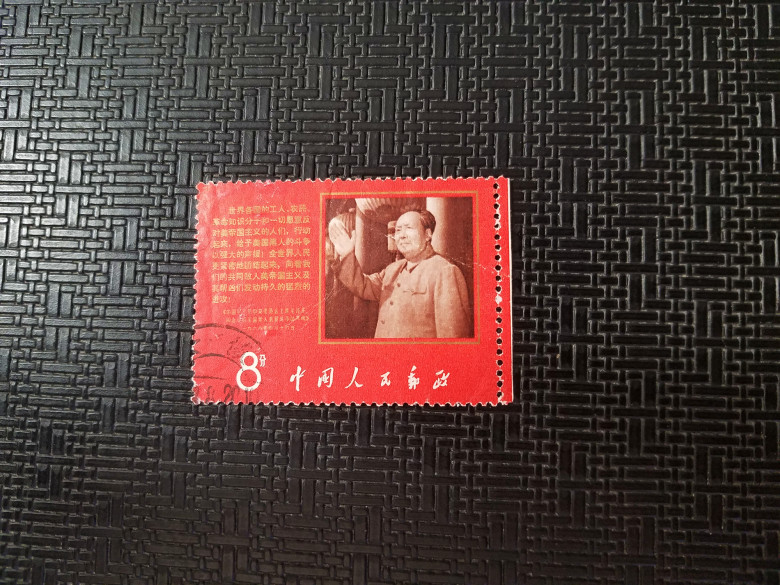 全世界各国的工人、农民、
革命知识分子和一切愿意反
对美帝国主义的人们，行动
起来，给予美国黑人的斗争
以强大的声援！全世界人民
更紧密地团结起来，向着我
们的共同敌人美帝国主义及
其帮凶们发动持久的猛烈的
进攻！
8分
中国人民邮政